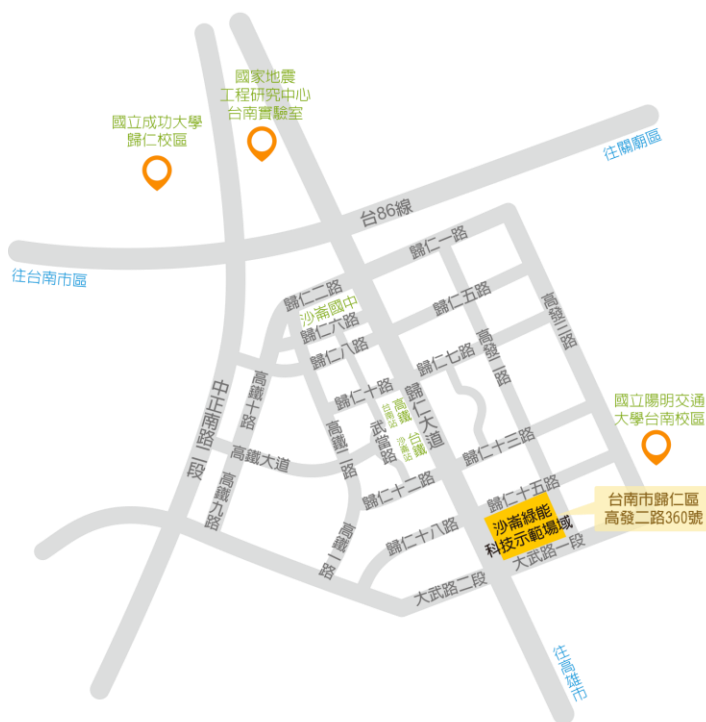 國家地震
工程研究中心
台南實驗室
國立成功大學
歸仁校區
往關廟區
台86線
往台南市區
歸仁一路
歸仁二路
沙崙國中
歸仁六路
歸仁五路
高發三路
歸仁八路
高發二路
歸仁七路
高鐵十路
中正南路二段
歸仁十路
高鐵
台南站
歸仁大道
國立陽明交通
大學台南校區
武當路
台鐵
沙崙站
高鐵二路
高鐵大道
歸仁十三路
高鐵九路
歸仁十二路
歸仁十五路
台南市歸仁區
高發二路360號
沙崙綠能
科技示範場域
歸仁十八路
高鐵一路
大武路一段
大武路二段
往高雄市